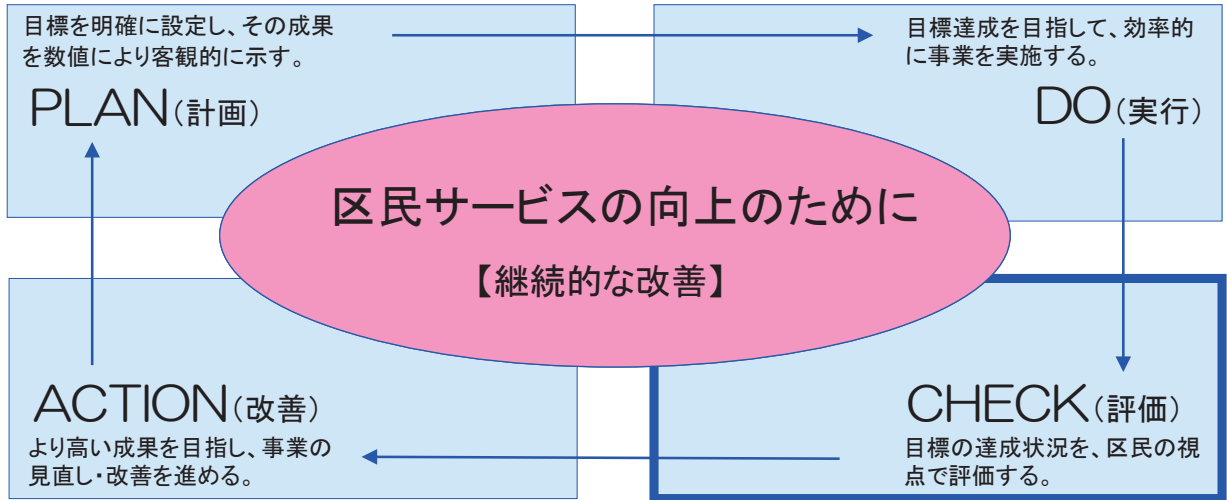 目標を明確に設定し、その成果
を数値により客観的に示す。
PLAN(計画)
目標達成を目指して、効率的
に事業を実施する。
DO(実行)
区民サービスの向上のために
【継続的な改善】
ACTION(改善)
より高い成果を目指し、事業の
見直し・改善を進める。
CHECK(評価)
目標の達成状況を、区民の視
点で評価する。